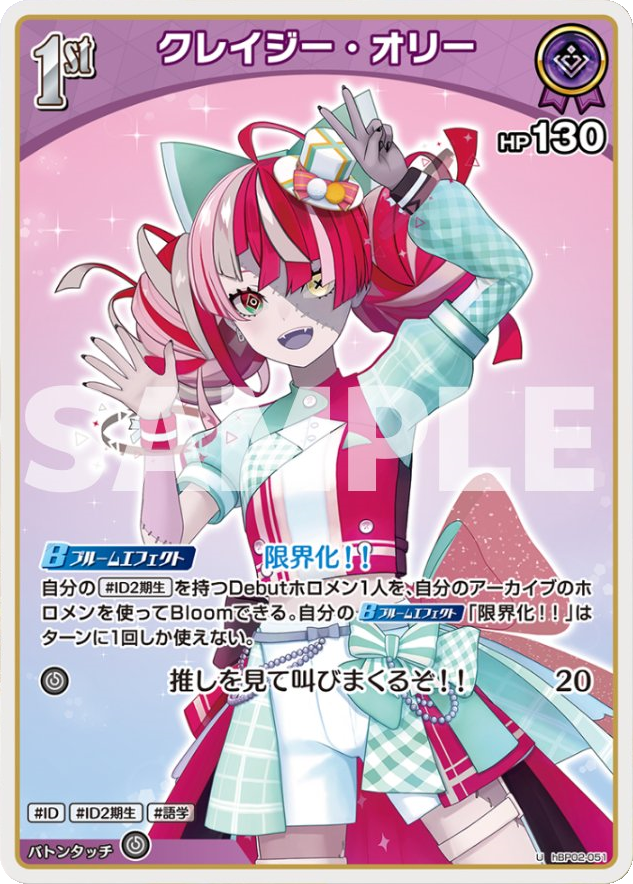 1st
クレイジー・オリー
HP130
SAMPLE
Bブルームエフェクト 限界化!!
自分の#ID2期生を持つDebutホロメン1人を、自分のアーカイブのホ
ロメンを使ってBloomできる。自分のBブルームエフェクト「限界化!!」は
ターンに1回しか使えない。
推しを見て叫びまくるぞ!! 20
#ID #ID2期生 #語学
バトンタッチ
U hBP02-051